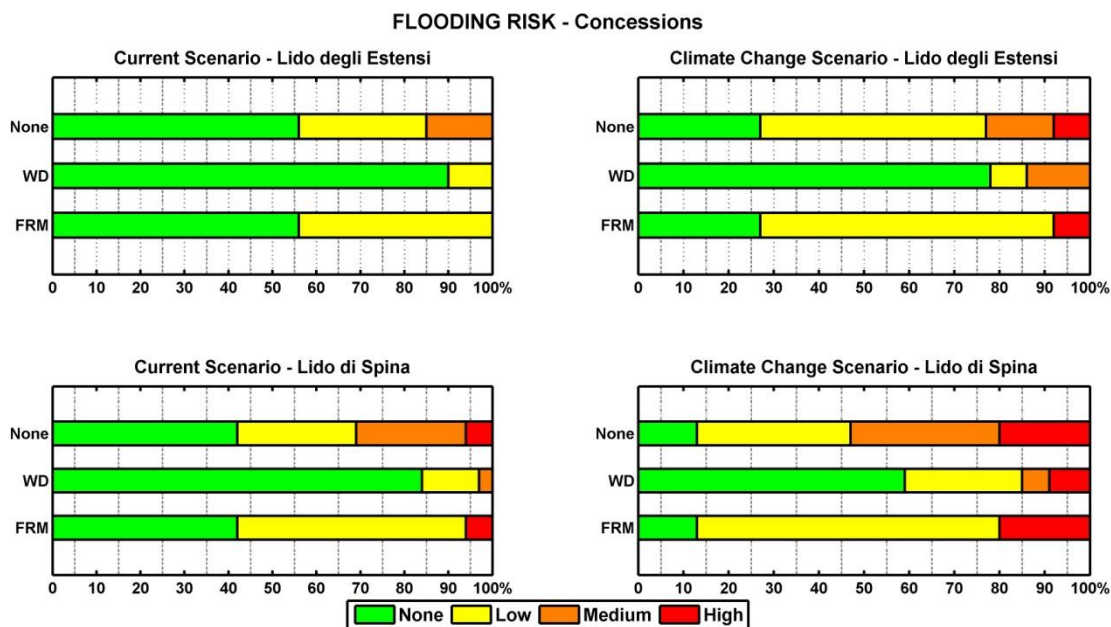 FLOODING RISK - Concessions
Current Scenario - Lido degli Estensi
None
WD
FRM
0 10 20 30 40 50 60 70 80 90 100%
Climate Change Scenario - Lido degli Estensi
None
WD
FRM
0 10 20 30 40 50 60 70 80 90 100%
Current Scenario - Lido di Spina
None
WD
FRM
0 10 20 30 40 50 60 70 80 90 100%
Climate Change Scenario - Lido di Spina
None
WD
FRM
0 10 20 30 40 50 60 70 80 90 100%
None Low Medium High